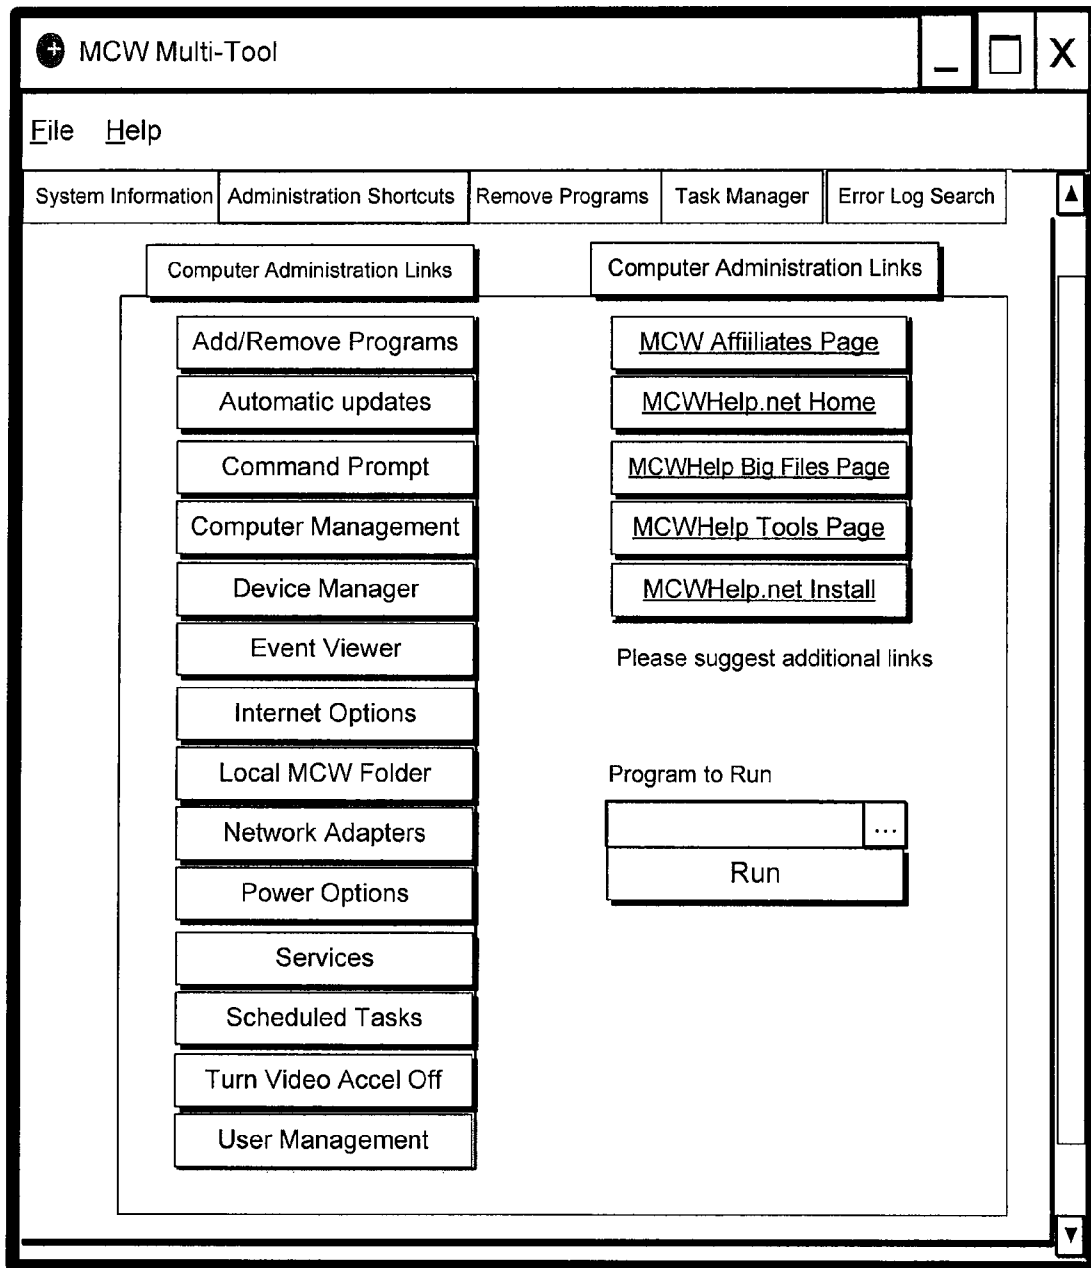 MCW Multi-Tool
_ X
File Help
System Information Administration Shortcuts Remove Programs Task Manager Error Log Search
Computer Administration Links
Add/Remove Programs
Automatic updates
Command Prompt
Computer Management
Device Manager
Event Viewer
Internet Options
Local MCW Folder
Network Adapters
Power Options
Services
Scheduled Tasks
Turn Video Accel Off
User Management
Computer Administration Links
MCW Affiiliates Page
MCWHelp.net Home
MCWHelp Big Files Page
MCWHelp Tools Page
MCWHelp.net Install
Please suggest additional links
Program to Run
...
Run